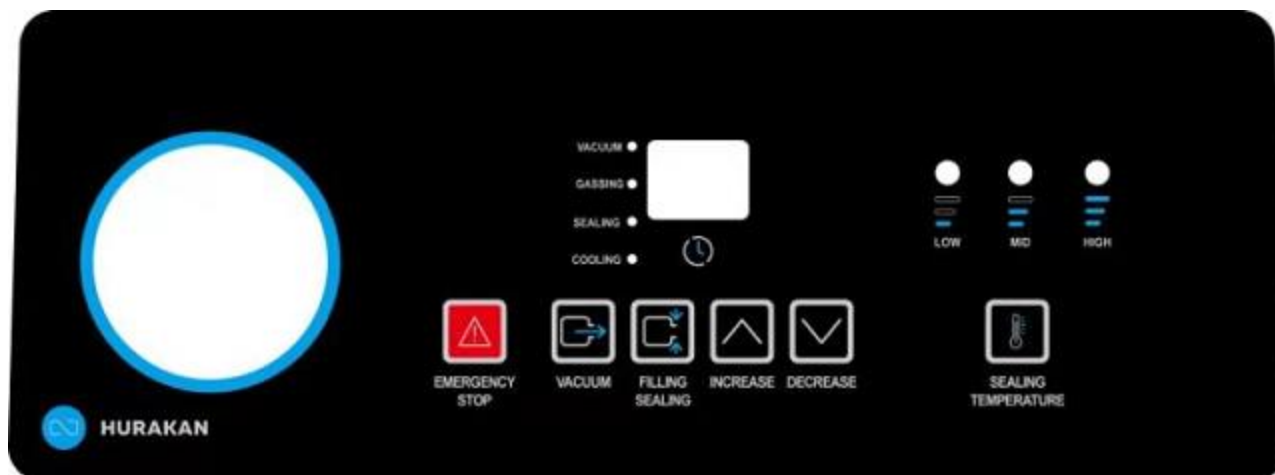 VACUUM
GASSING
SEALING
COOLING
LOW
MID
HIGH
EMERGENCY
STOP
VACUUM
FILLING
SEALING
INCREASE
DECREASE
SEALING
TEMPERATURE
HURAKAN